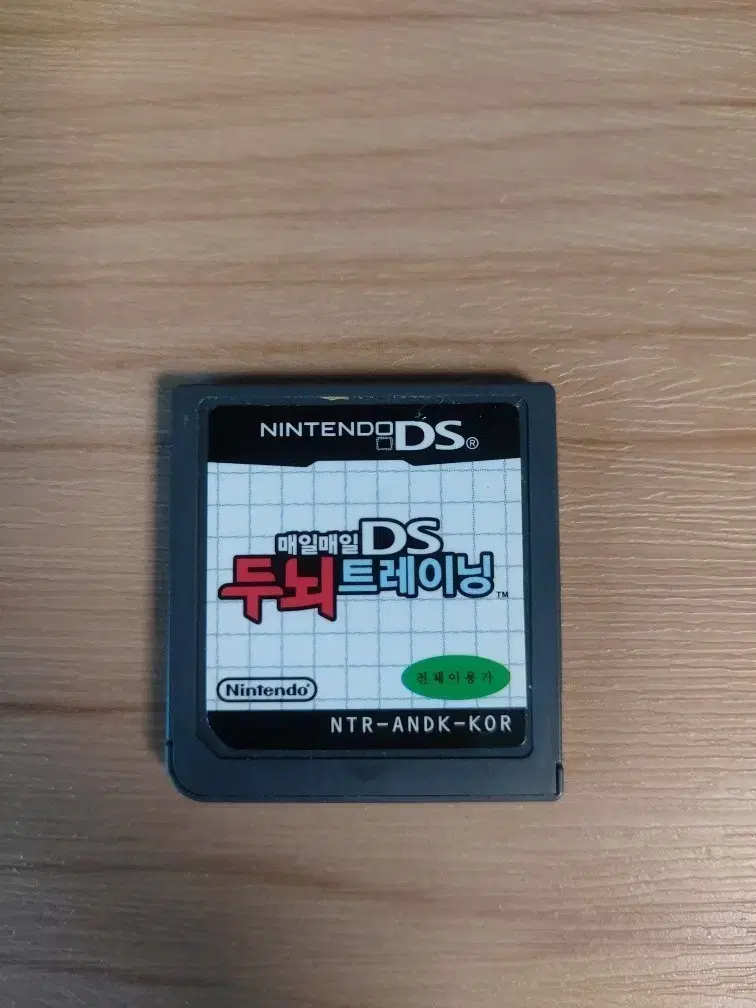 NINTENDO DS®
매일매일 DS
두뇌 트레이닝™
Nintendo®
전체이용가
NTR-ANDK-KOR